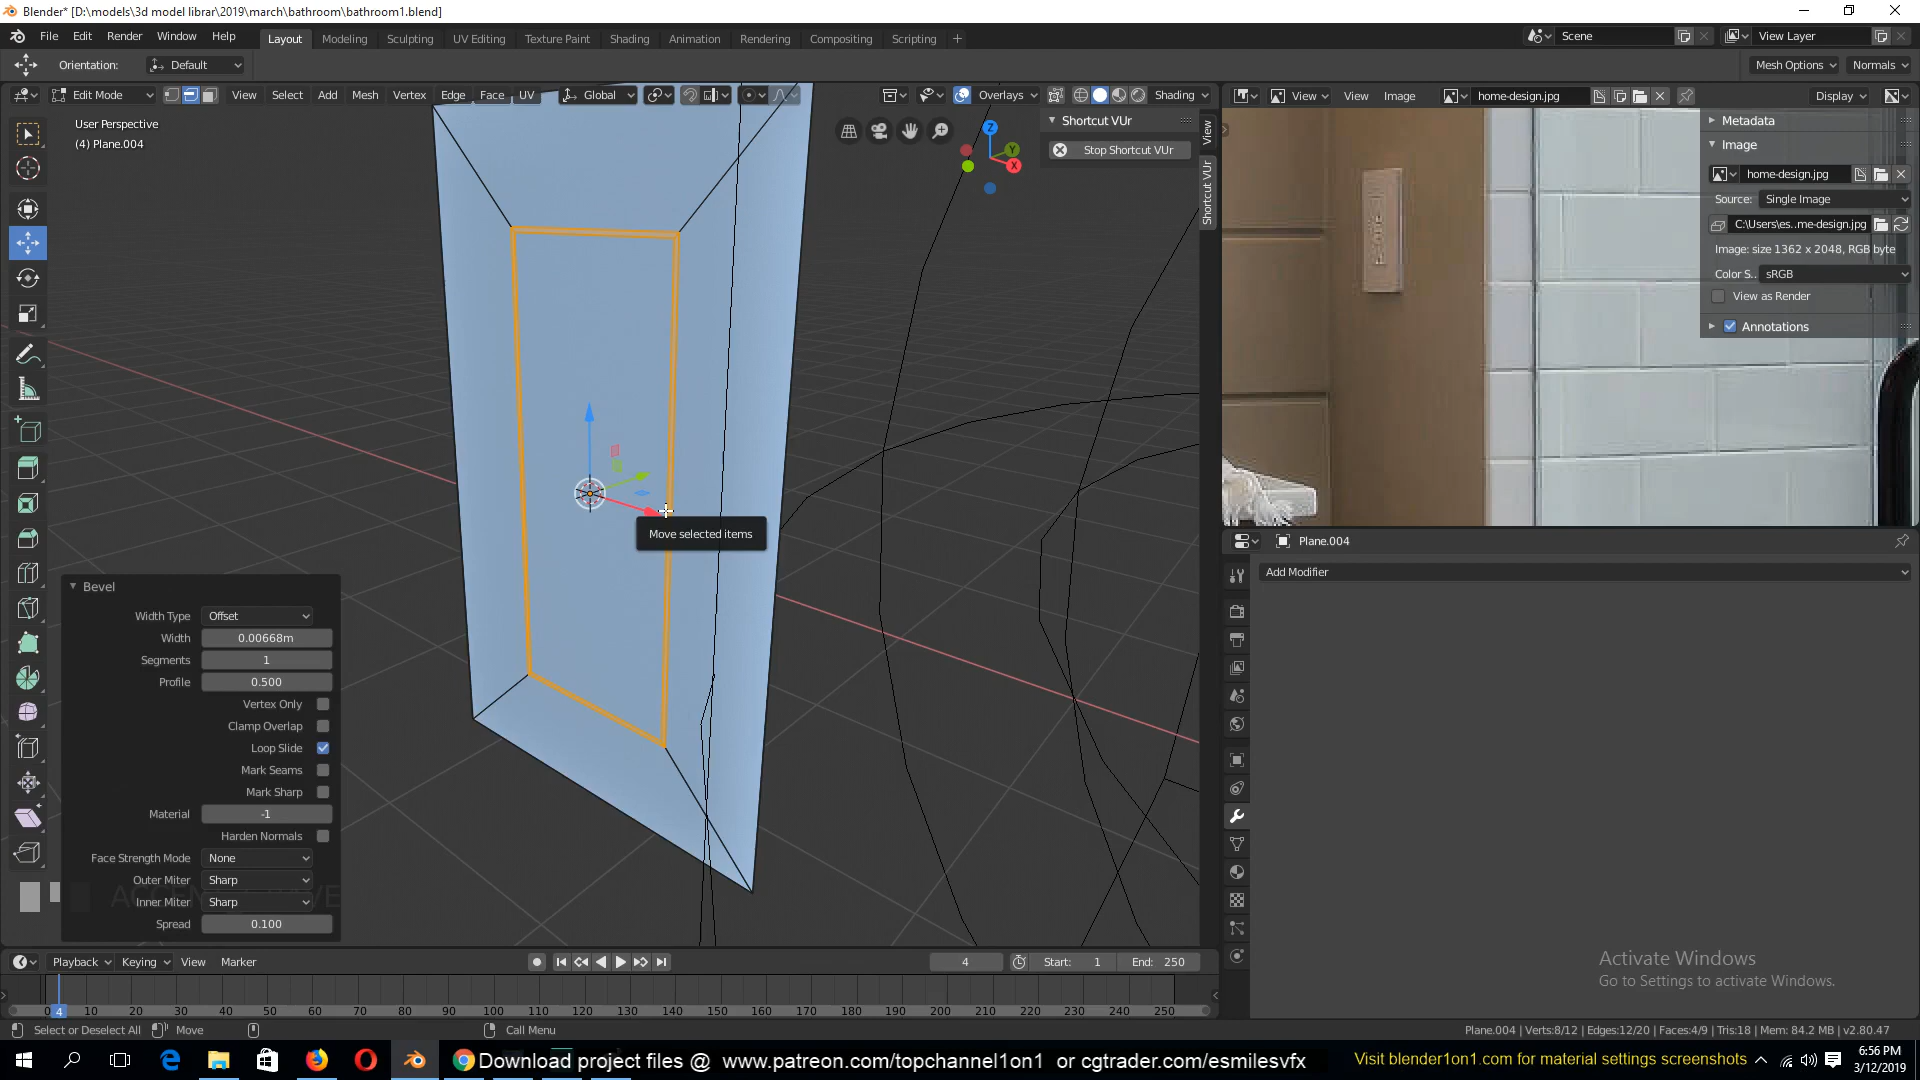 Blender* [D:\models\3d model librar\2019\march\bathroom\bathroom1.blend]
File Edit Render Window Help Layout Modeling Sculpting UV Editing Texture Paint Shading Animation Rendering Compositing Scripting + Scene View Layer
Orientation: Default Mesh Options Normals
Edit Mode View Select Add Mesh Vertex Edge Face UV Global Overlays Shading View View Image home-design.jpg Display
User Perspective
(4) Plane.004
Shortcut VUr
Stop Shortcut VUr
View
Shortcut VUr
Z
Y
X
Metadata
Image
home-design.jpg
Source: Single Image
C:\Users\es..me-design.jpg
Image: size 1362 x 2048, RGB byte
Color S.. sRGB
View as Render
Annotations
Move selected items
Plane.004
Add Modifier
Bevel
Width Type Offset
Width 0.00668m
Segments 1
Profile 0.500
Vertex Only
Clamp Overlap
Loop Slide
Mark Seams
Mark Sharp
Material -1
Harden Normals
Face Strength Mode None
Outer Miter Sharp
Inner Miter Sharp
Spread 0.100
Activate Windows
Go to Settings to activate Windows.
Playback Keying View Marker 4 Start: 1 End: 250
0 4 10 20 30 40 50 60 70 80 90 100 110 120 130 140 150 160 170 180 190 200 210 220 230 240 250
Select or Deselect All Move Call Menu Plane.004 | Verts:8/12 | Edges:12/20 | Faces:4/9 | Tris:18 | Mem: 84.2 MB | v2.80.47
Download project files @ www.patreon.com/topchannel1on1 or cgtrader.com/esmilesvfx Visit blender1on1.com for material settings screenshots
6:56 PM
3/12/2019